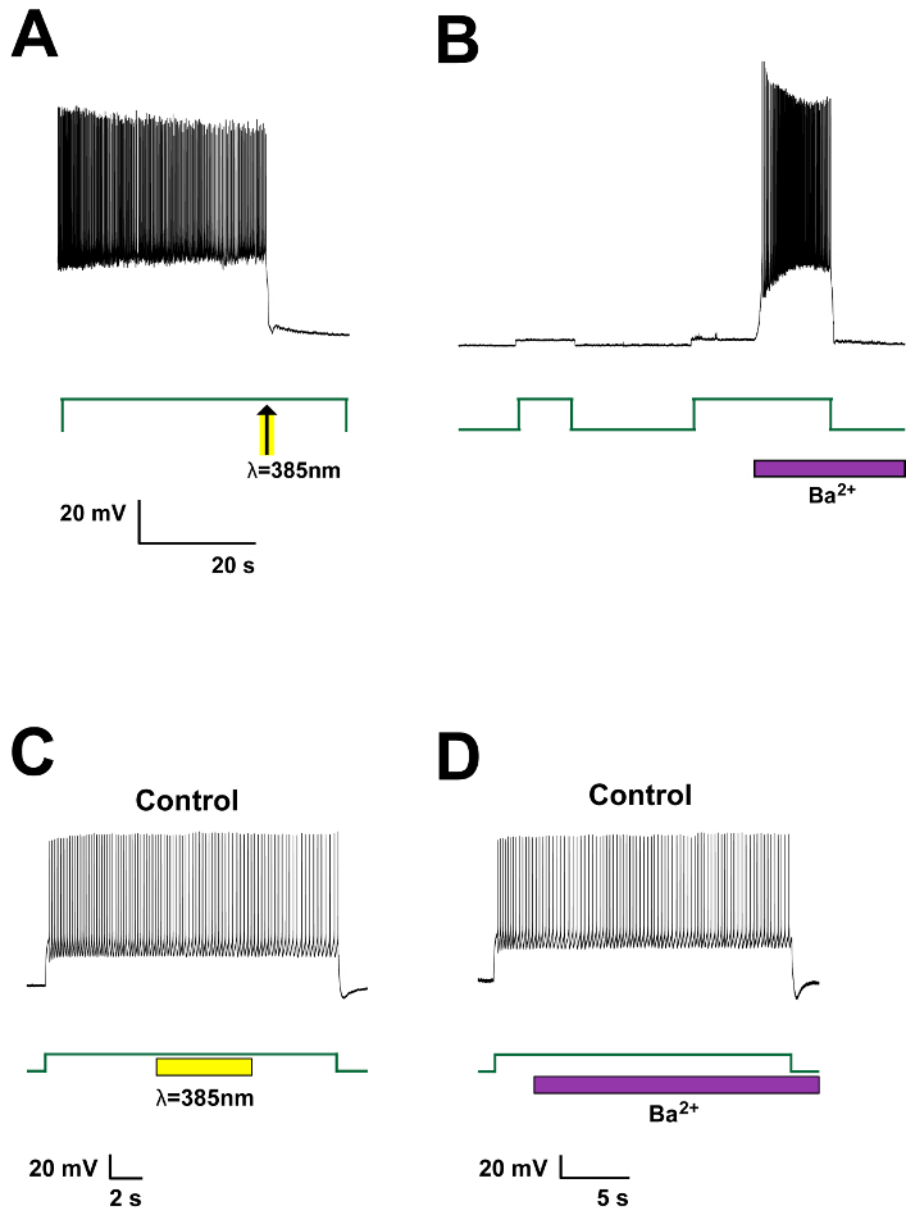 A
B
λ=385nm
20 mV
20 s
Ba²⁺
C
D
Control
Control
λ=385nm
Ba²⁺
20 mV
2 s
20 mV
5 s